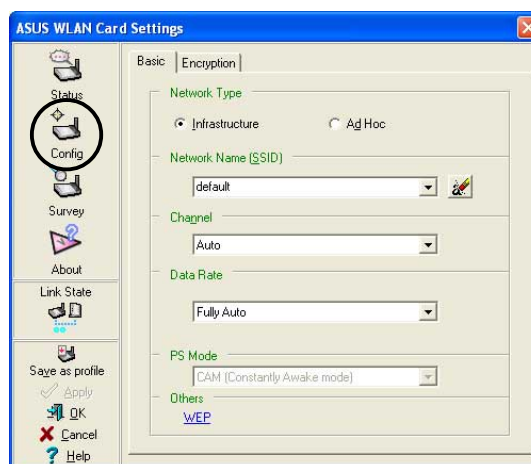 ASUS WLAN Card Settings
Status
Config
Survey
About
Link State
Save as profile
Apply
OK
Cancel
Help
Basic
Encryption
Network Type
Infrastructure
Ad Hoc
Network Name (SSID)
default
Channel
Auto
Data Rate
Fully Auto
PS Mode
CAM (Constantly Awake mode)
Others
WEP